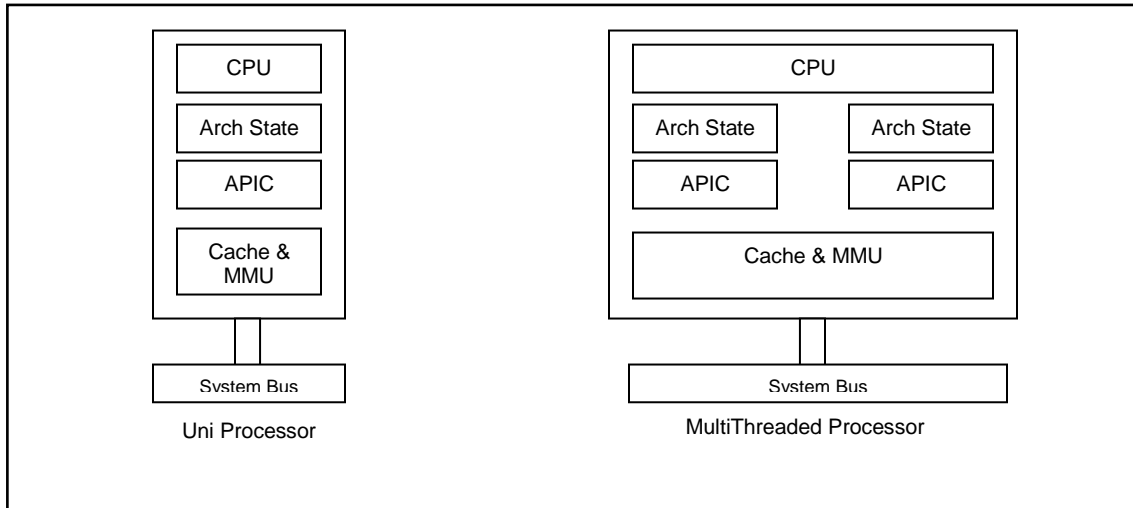 CPU
Arch State
APIC
Cache &
MMU
System Bus
Uni Processor
CPU
Arch State
Arch State
APIC
APIC
Cache & MMU
System Bus
MultiThreaded Processor